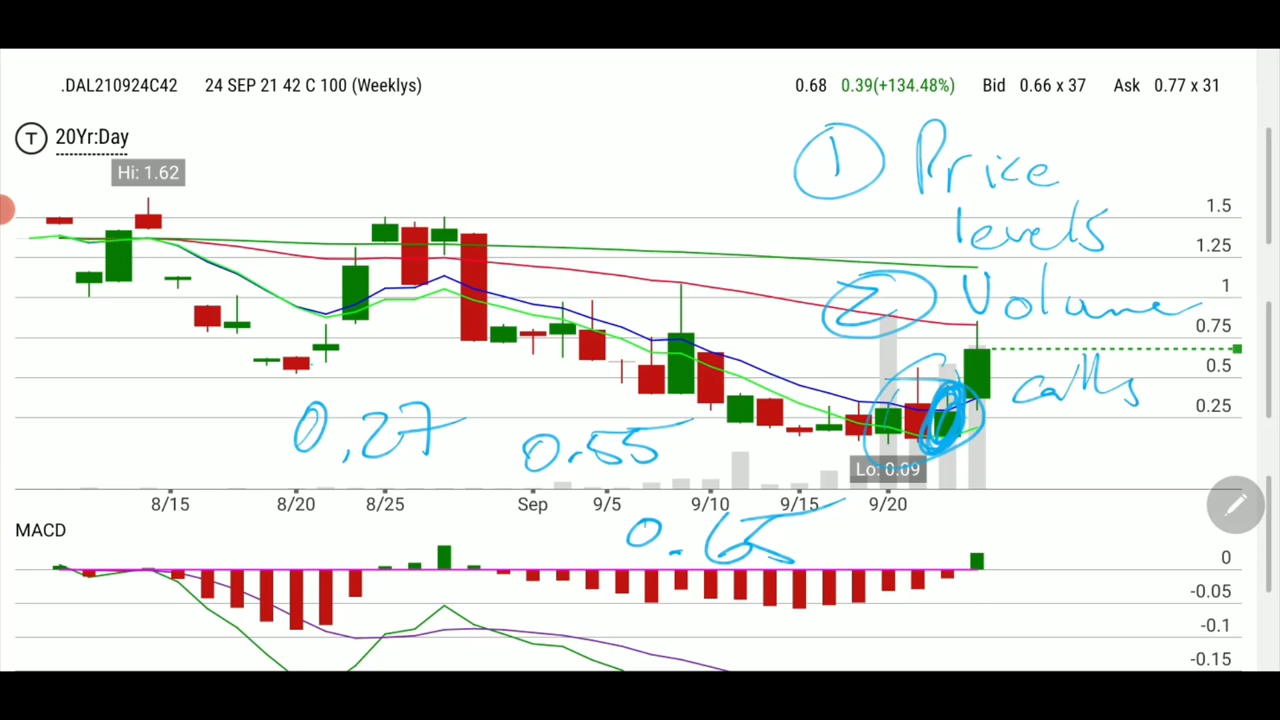 .DAL210924C42 24 SEP 21 42 C 100 (Weeklys) 0.68 0.39(+134.48%) Bid 0.66 x 37 Ask 0.77 x 31
T 20Yr:Day
1 Price
levels
Hi: 1.62
1.5
1.25
2 Volume
1
0.75
0.5
calls
0.25
0.27 0.55
Lo: 0.09
8/15 8/20 8/25 Sep 9/5 9/10 9/15 9/20
0.65
MACD
0
-0.05
-0.1
-0.15